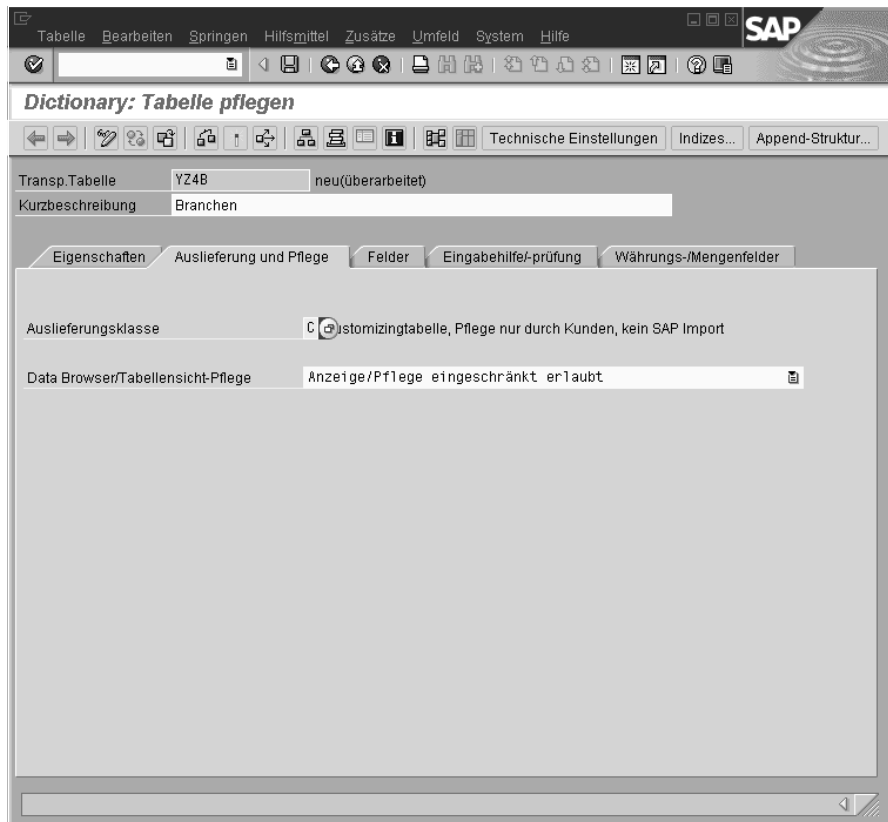 Tabelle Bearbeiten Springen Hilfsmittel Zusätze Umfeld System Hilfe
SAP
Dictionary: Tabelle pflegen
Technische Einstellungen Indizes... Append-Struktur...
Transp.Tabelle YZ4B neu(überarbeitet)
Kurzbeschreibung Branchen
Eigenschaften Auslieferung und Pflege Felder Eingabehilfe/-prüfung Währungs-/Mengenfelder
Auslieferungsklasse C ustomizingtabelle, Pflege nur durch Kunden, kein SAP Import
Data Browser/Tabellensicht-Pflege Anzeige/Pflege eingeschränkt erlaubt